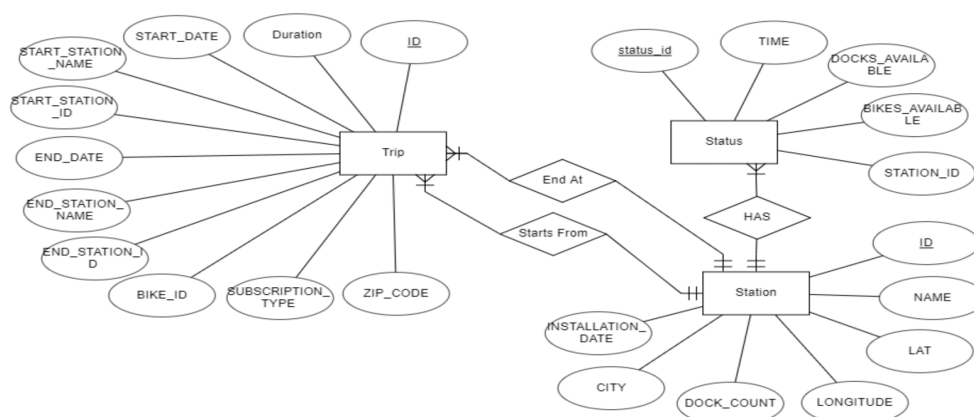 START_DATE
Duration
ID
START_STATION
_NAME
START_STATION
_ID
END_DATE
END_STATION_
NAME
END_STATION_I
D
BIKE_ID
SUBSCRIPTION_
TYPE
ZIP_CODE
Trip
End At
Starts From
status_id
TIME
DOCKS_AVAILA
BLE
BIKES_AVAILAB
LE
STATION_ID
Status
HAS
ID
NAME
LAT
LONGITUDE
DOCK_COUNT
CITY
INSTALLATION_
DATE
Station